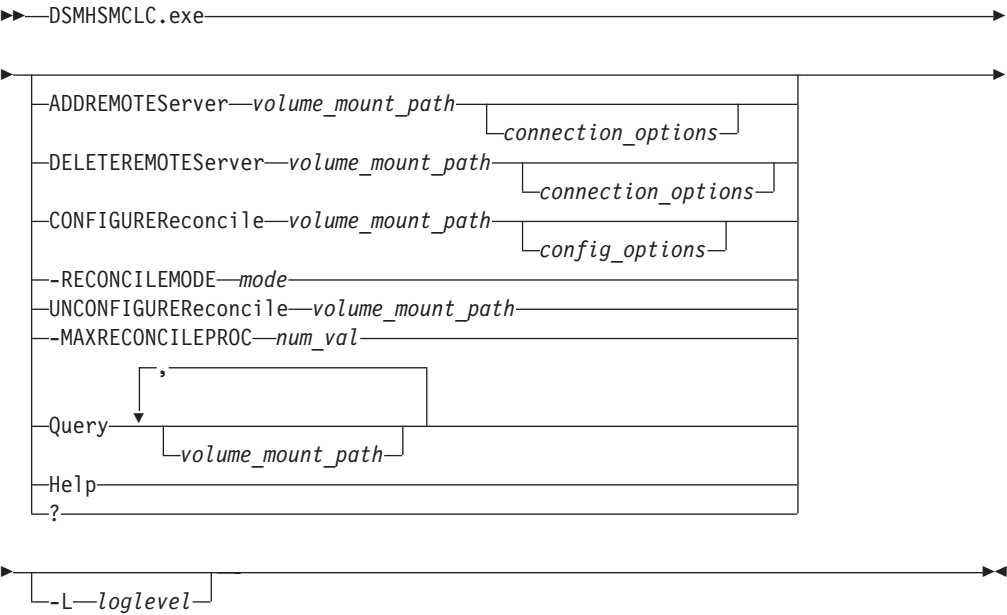 DSMHSMCLC.exe
ADDREMOTEServer volume_mount_path
connection_options
DELETEREMOTEServer volume_mount_path
connection_options
CONFIGUREReconcile volume_mount_path
config_options
-RECONCILEMODE mode
UNCONFIGUREReconcile volume_mount_path
-MAXRECONCILEPROC num_val
,
Query
volume_mount_path
Help
?
-L loglevel